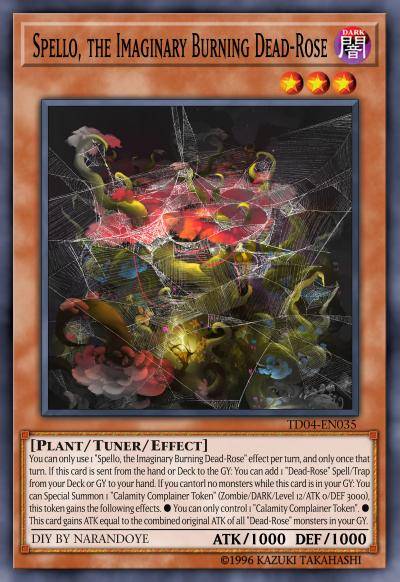 Spello, the Imaginary Burning Dead-Rose
DARK
闇
TD04-EN035
[Plant/Tuner/Effect]
You can only use 1 "Spello, the Imaginary Burning Dead-Rose" effect per turn, and only once that
turn. If this card is sent from the hand or Deck to the GY: You can add 1 "Dead-Rose" Spell/Trap
from your Deck or GY to your hand. If you cantorl no monsters while this card is in your GY: You
can Special Summon 1 "Calamity Complainer Token" (Zombie/DARK/Level 12/ATK 0/DEF 3000),
this token gains the following effects. ● You can only control 1 "Calamity Complainer Token". ●
This card gains ATK equal to the combined original ATK of all "Dead-Rose" monsters in your GY.
DIY BY NARANDOYE ATK/1000 DEF/1000
©1996 KAZUKI TAKAHASHI